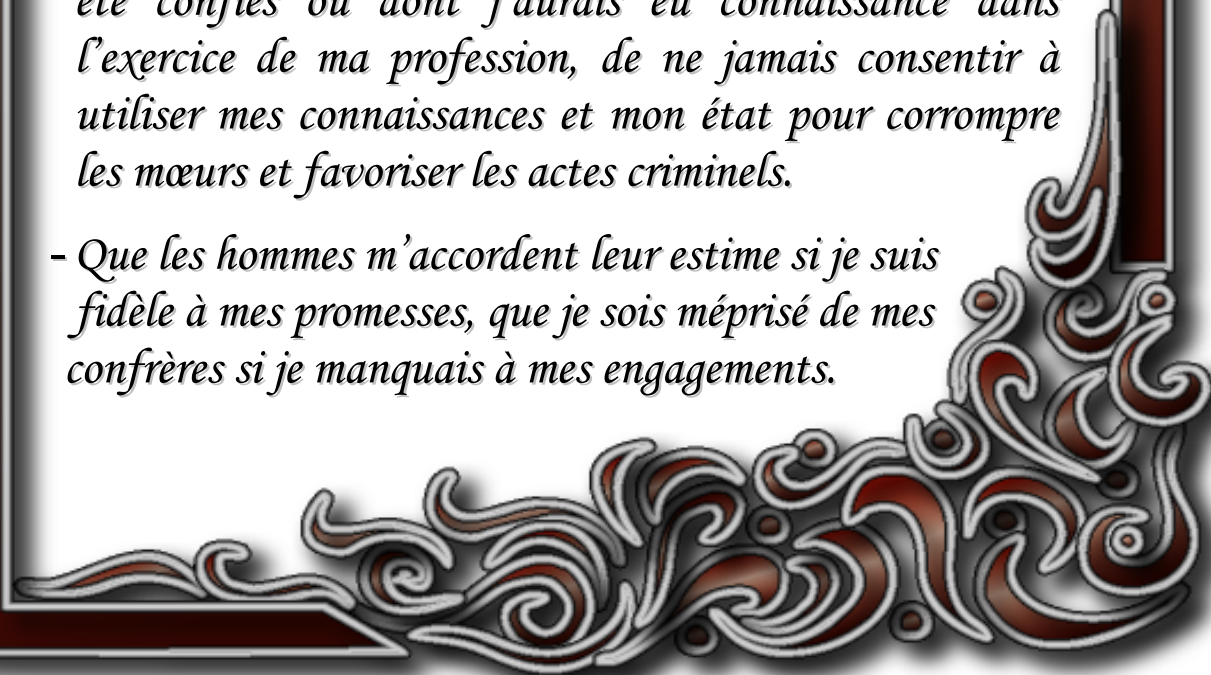 été confiés ou dont j'aurais eu connaissance dans
l'exercice de ma profession, de ne jamais consentir à
utiliser mes connaissances et mon état pour corrompre
les mœurs et favoriser les actes criminels.
- Que les hommes m'accordent leur estime si je suis
fidèle à mes promesses, que je sois méprisé de mes
confrères si je manquais à mes engagements.